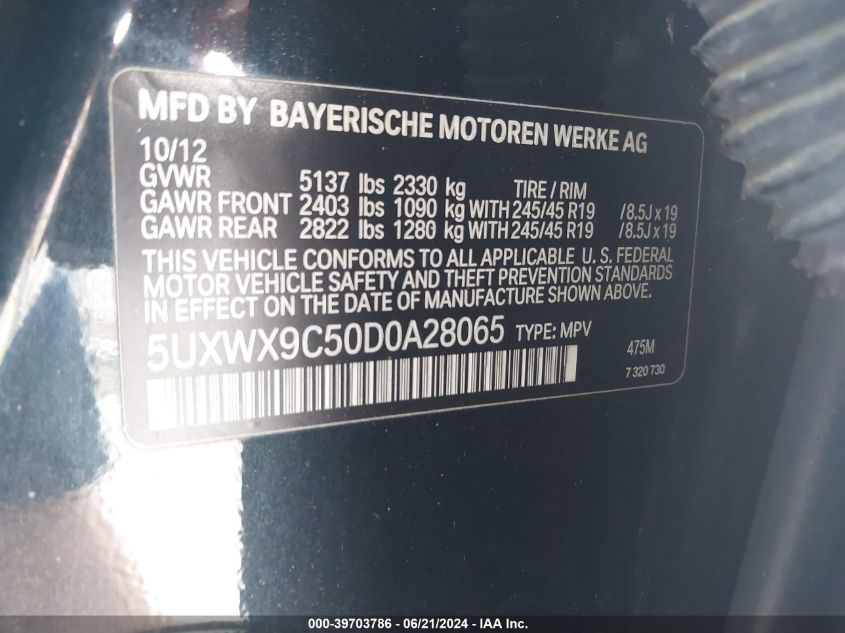 MFD BY BAYERISCHE MOTOREN WERKE AG
10/12
GVWR 5137 lbs 2330 kg TIRE / RIM
GAWR FRONT 2403 lbs 1090 kg WITH 245/45 R19 /8.5J x 19
GAWR REAR 2822 lbs 1280 kg WITH 245/45 R19 /8.5J x 19
THIS VEHICLE CONFORMS TO ALL APPLICABLE U. S. FEDERAL
MOTOR VEHICLE SAFETY AND THEFT PREVENTION STANDARDS
IN EFFECT ON THE DATE OF MANUFACTURE SHOWN ABOVE.
5UXWX9C50D0A28065 TYPE: MPV
475M
7 320 730
000-39703786 - 06/21/2024 - IAA Inc.